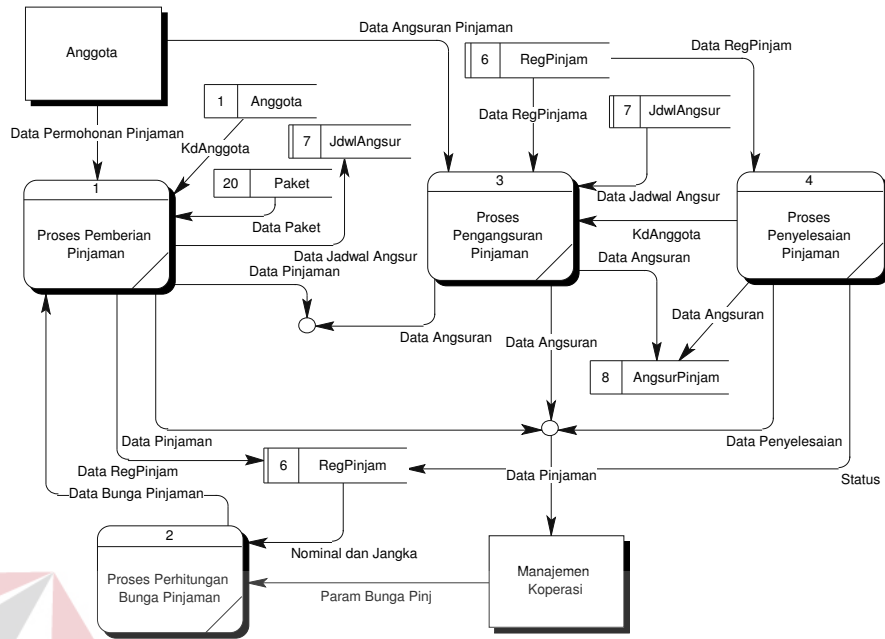 Data Angsuran Pinjaman
Anggota
6 RegPinjam
Data RegPinjam
1 Anggota
Data RegPinjama
7 JdwlAngsur
Data Permohonan Pinjaman
7 JdwlAngsur
KdAnggota
20 Paket
1
3
4
Data Jadwal Angsur
Data Paket
Proses Pemberian
Pinjaman
Proses
Pengangsuran
Pinjaman
Proses
Penyelesaian
Pinjaman
KdAnggota
Data Jadwal Angsur
Data Angsuran
Data Pinjaman
Data Angsuran
Data Angsuran
Data Angsuran
8 AngsurPinjam
Data Pinjaman
Data Penyelesaian
Data RegPinjam
6 RegPinjam
Data Pinjaman
Status
Data Bunga Pinjaman
2
Nominal dan Jangka
Proses Perhitungan
Bunga Pinjaman
Param Bunga Pinj
Manajemen
Koperasi